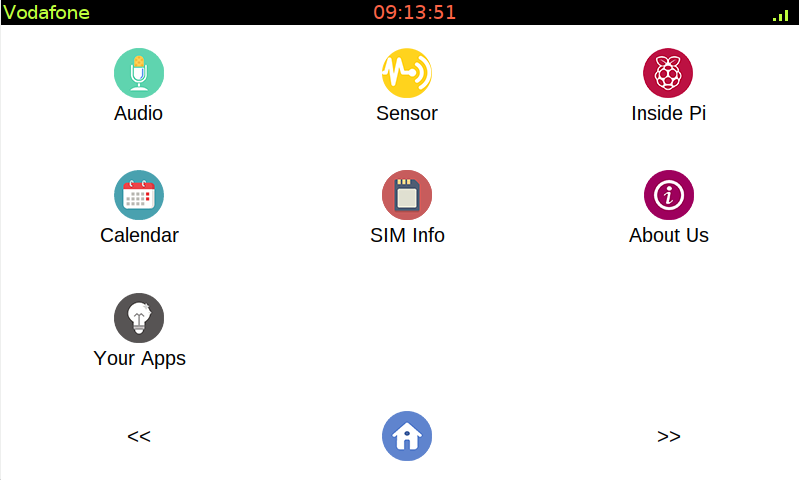 Vodafone 09:13:51
Audio Sensor Inside Pi
Calendar SIM Info About Us
Your Apps
<< >>